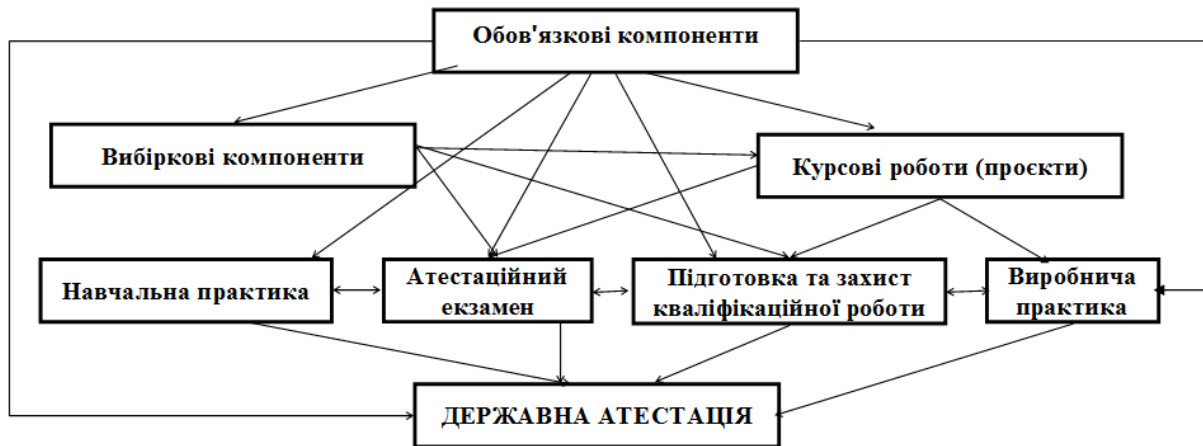 Обов'язкові компоненти
Вибіркові компоненти
Курсові роботи (проєкти)
Навчальна практика
Атестаційний
екзамен
Підготовка та захист
кваліфікаційної роботи
Виробнича
практика
ДЕРЖАВНА АТЕСТАЦІЯ